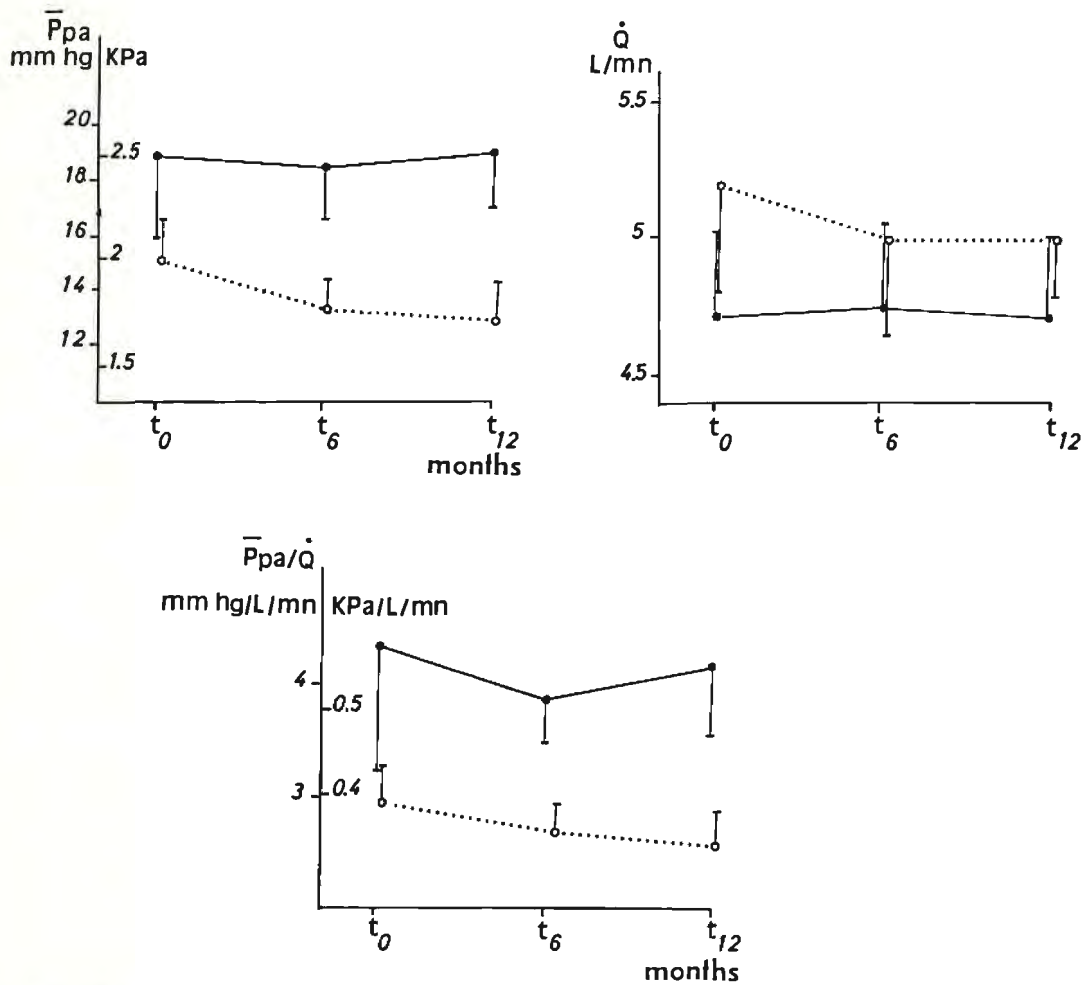 P̅pa
mm hg KPa
20
2.5
18
16
2
14
12
1.5
t0 t6 t12
months
Q̇
L/mn
5.5
5
4.5
t0 t6 t12
P̅pa/Q̇
mm hg/L/mn KPa/L/mn
4
0.5
3 0.4
t0 t6 t12
months